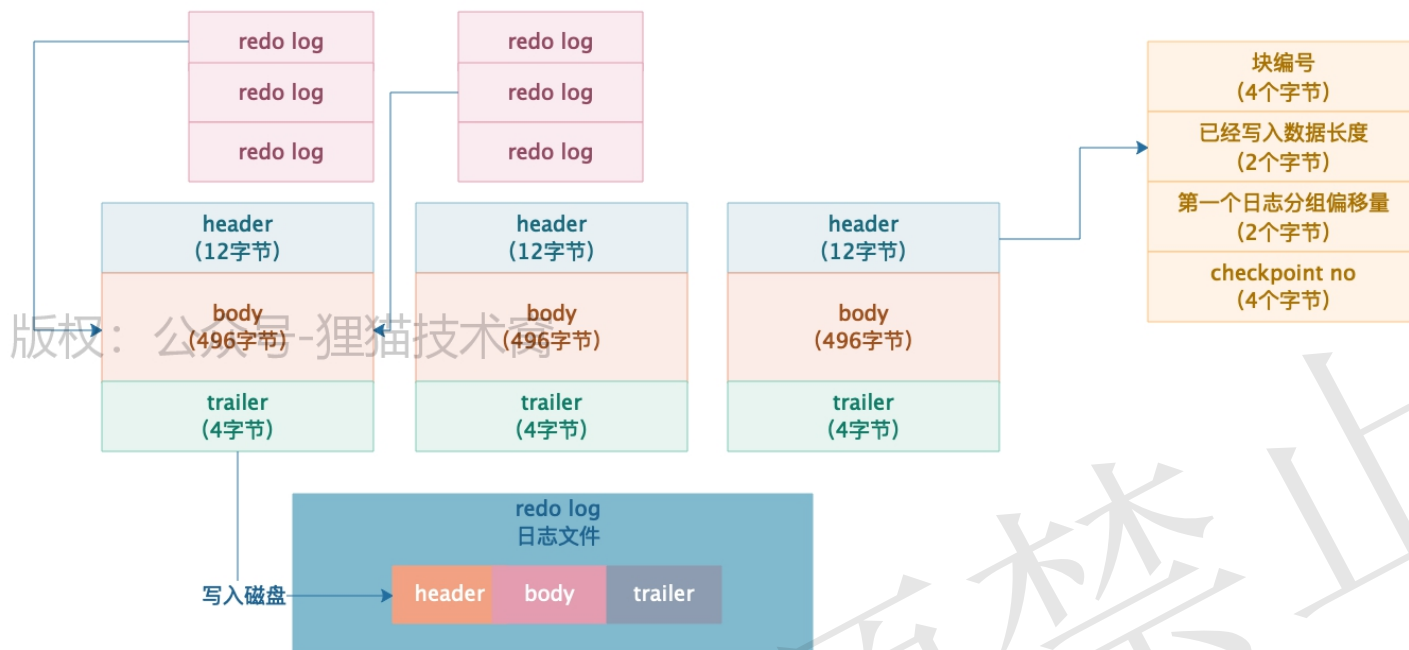 redo log
redo log
redo log
redo log
redo log
redo log
header
(12字节)
body
(496字节)
trailer
(4字节)
header
(12字节)
body
(496字节)
trailer
(4字节)
header
(12字节)
body
(496字节)
trailer
(4字节)
块编号
(4个字节)
已经写入数据长度
(2个字节)
第一个日志分组偏移量
(2个字节)
checkpoint no
(4个字节)
版权：公众号-狸猫技术窝
写入磁盘
redo log
日志文件
header
body
trailer
禁止